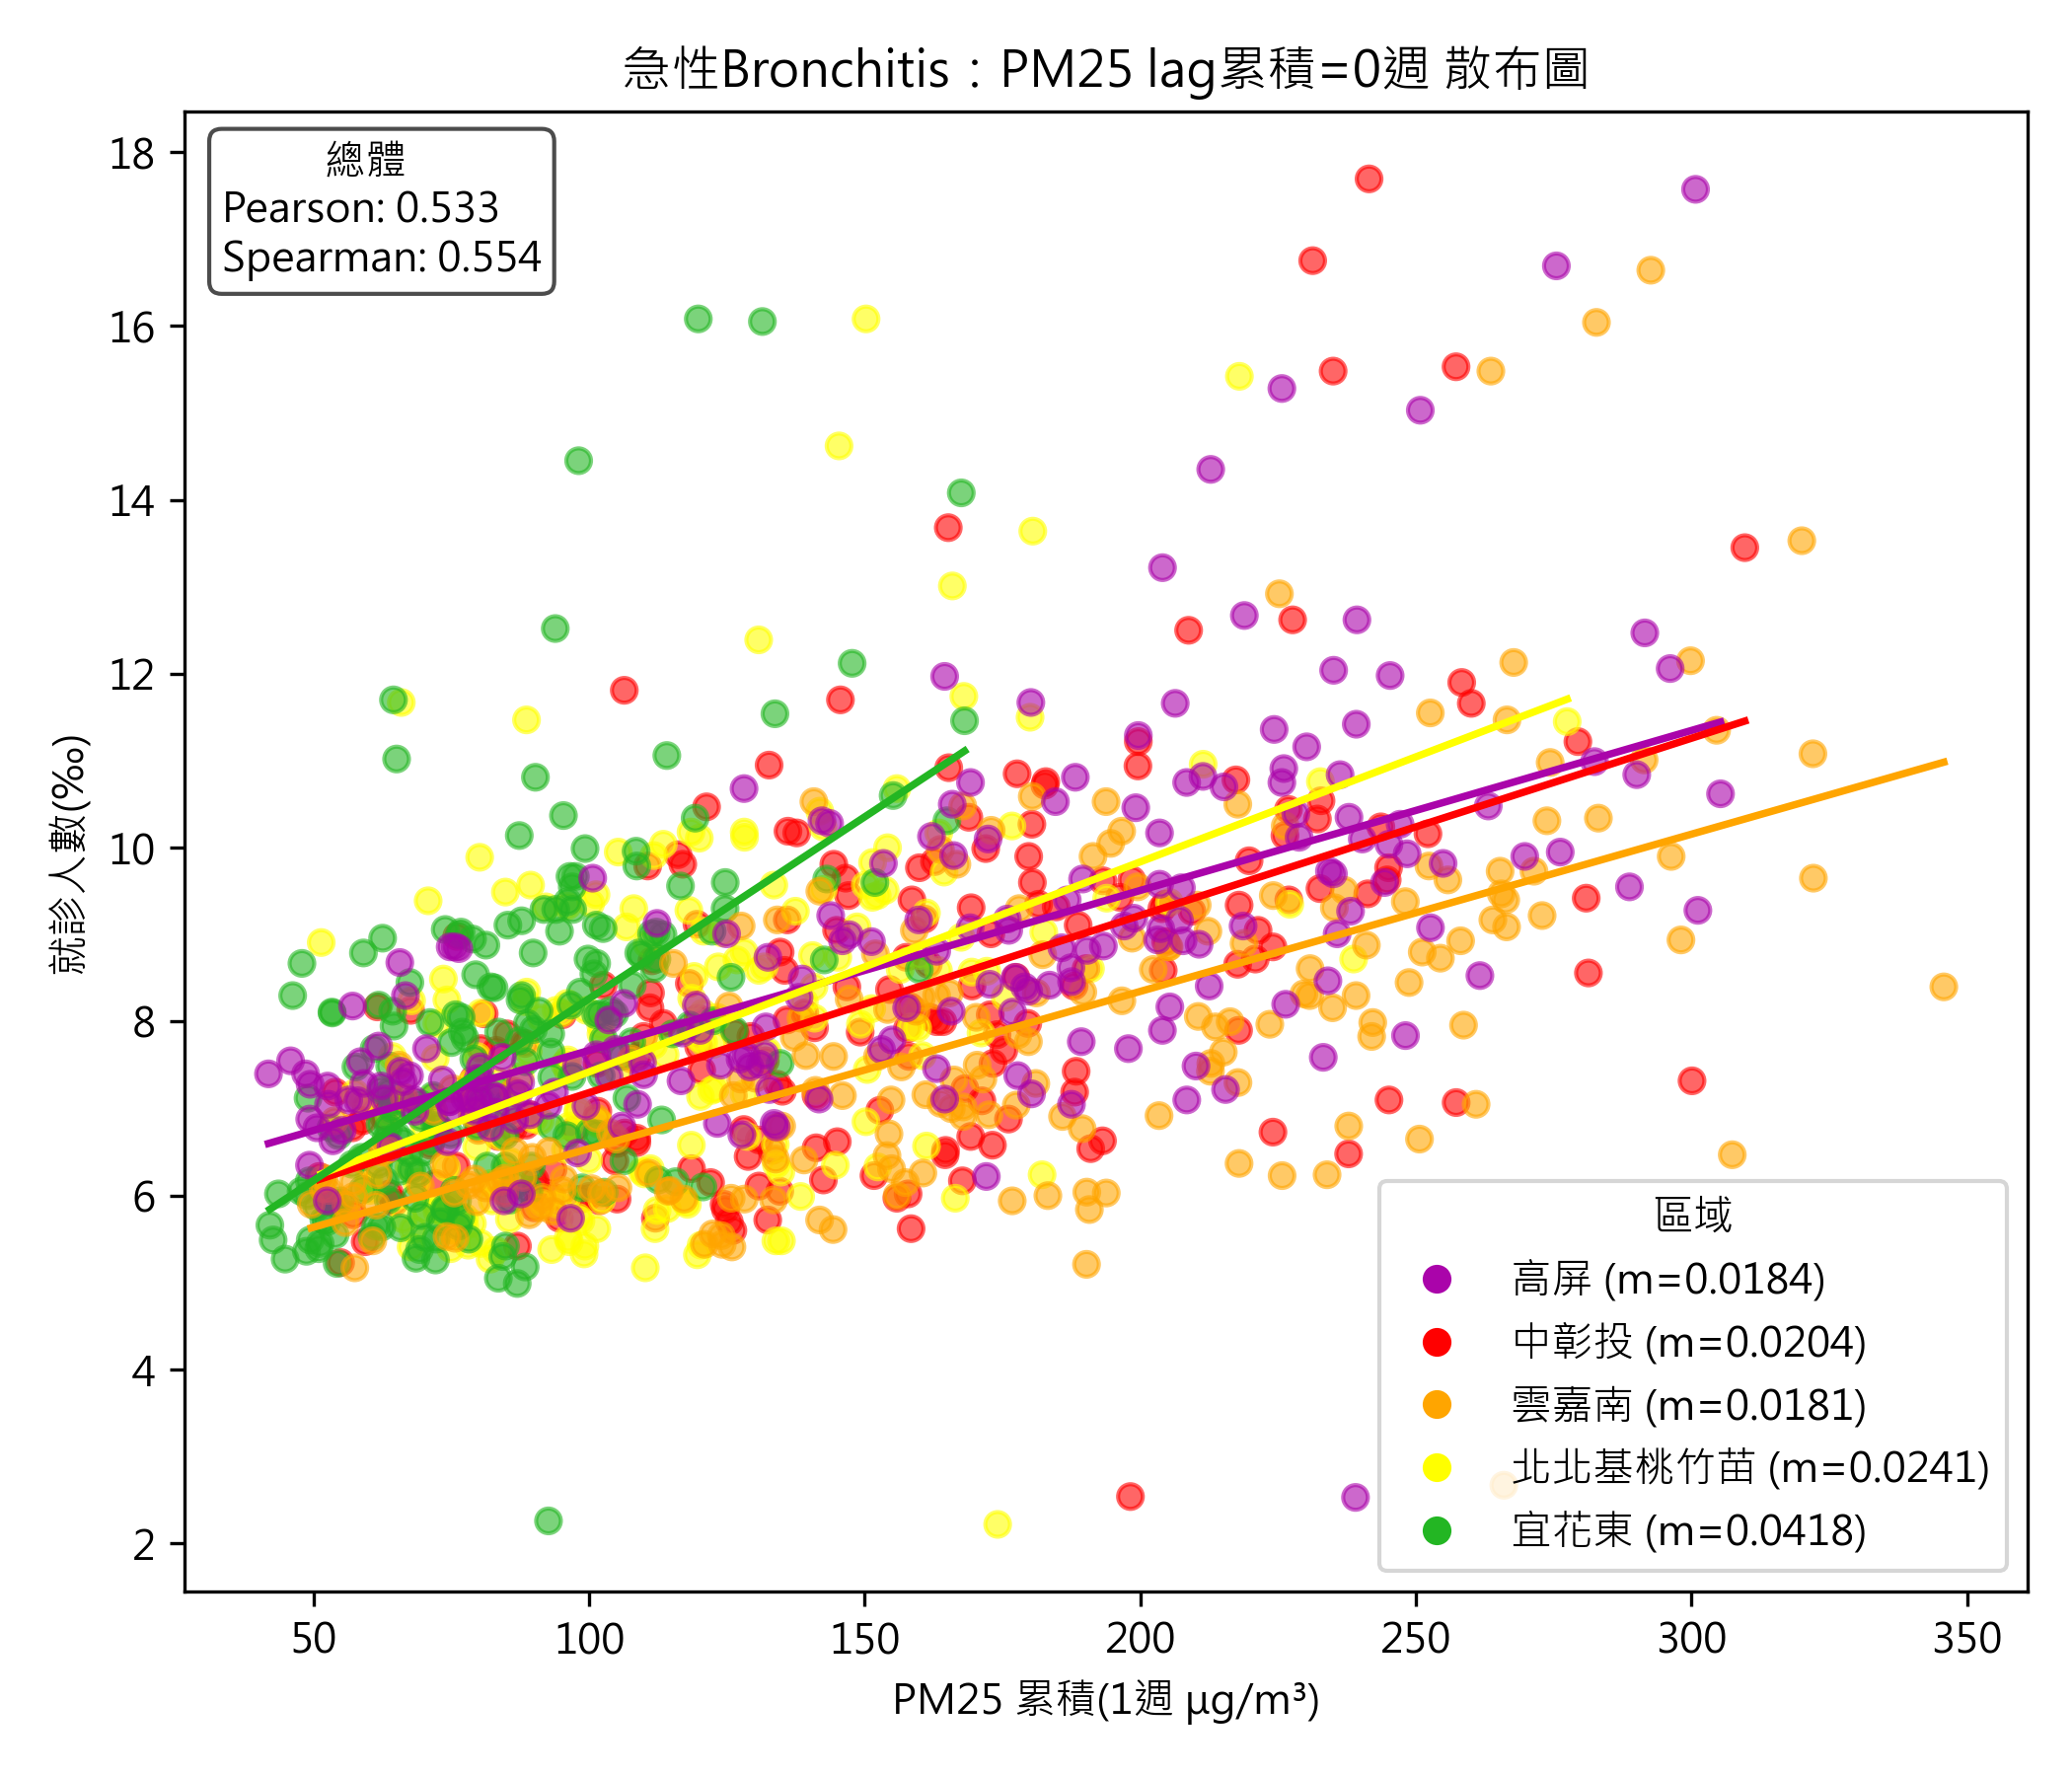 急性Bronchitis：PM25 lag累積=0週 散布圖
總體
Pearson: 0.533
Spearman: 0.554
就診人數(‰)
18
16
14
12
10
8
6
4
2
區域
高屏 (m=0.0184)
中彰投 (m=0.0204)
雲嘉南 (m=0.0181)
北北基桃竹苗 (m=0.0241)
宜花東 (m=0.0418)
50 100 150 200 250 300 350
PM25 累積(1週 μg/m³)